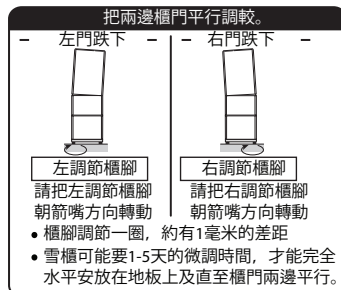 把兩邊櫃門平行調較。
左門跌下
右門跌下
左調節櫃腳
右調節櫃腳
請把左調節櫃腳
朝箭嘴方向轉動
請把右調節櫃腳
朝箭嘴方向轉動
• 櫃腳調節一圈，約有1毫米的差距
• 雪櫃可能要1-5天的微調時間，才能完全
水平安放在地板上及直至櫃門兩邊平行。